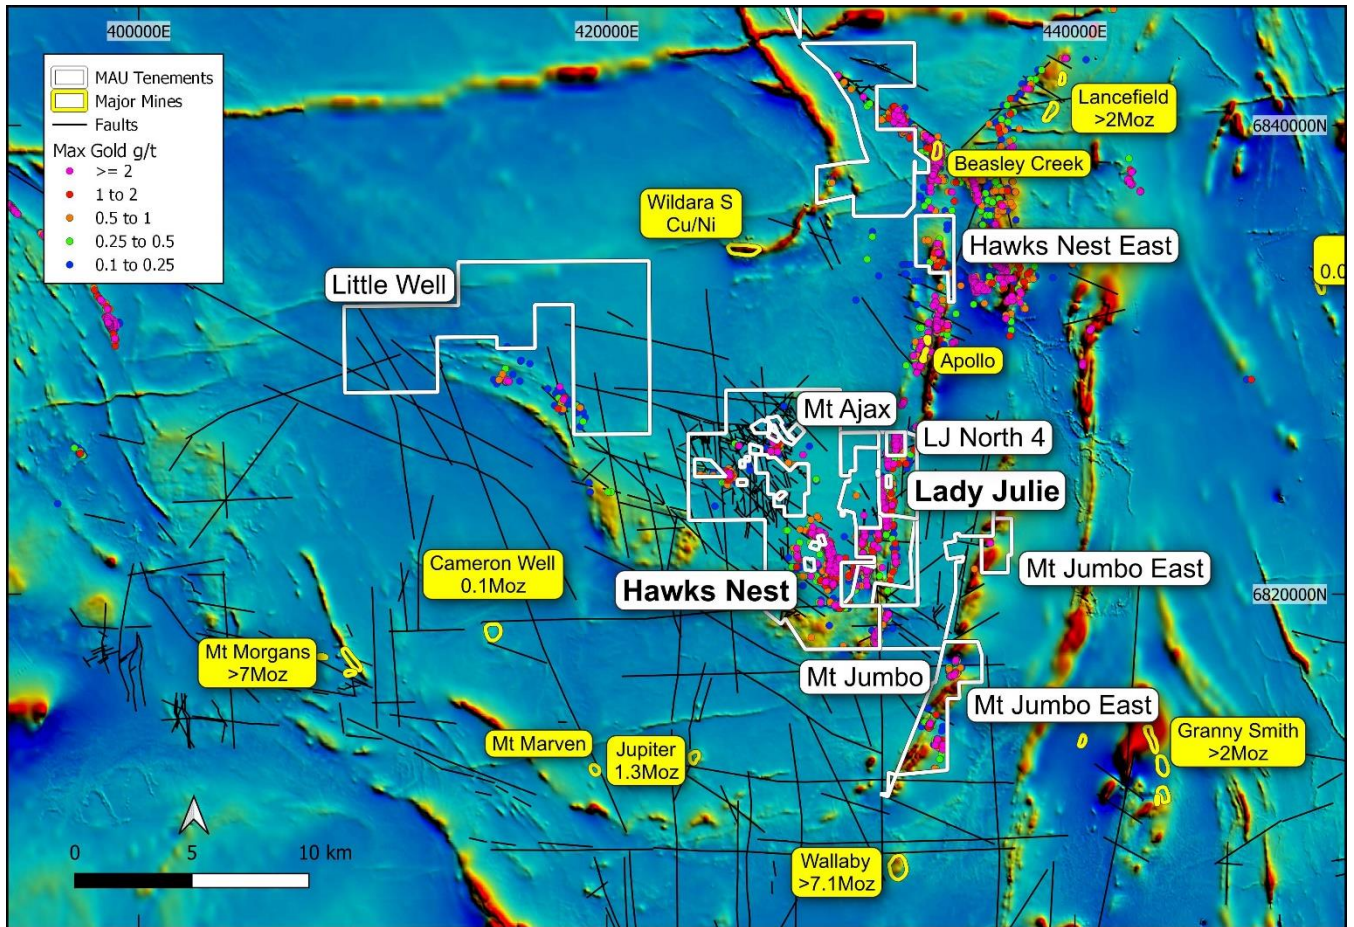 400000E
420000E
440000E
MAU Tenements
Major Mines
Faults
Max Gold g/t
>= 2
1 to 2
0.5 to 1
0.25 to 0.5
0.1 to 0.25
Lancefield
>2Moz
6840000N
Beasley Creek
Wildara S
Cu/Ni
Hawks Nest East
0.0
Little Well
Apollo
Mt Ajax
LJ North 4
Lady Julie
Cameron Well
0.1Moz
Hawks Nest
Mt Jumbo East
6820000N
Mt Morgans
>7Moz
Mt Jumbo
Mt Jumbo East
Mt Marven
Jupiter
1.3Moz
Granny Smith
>2Moz
0
5
10 km
Wallaby
>7.1Moz